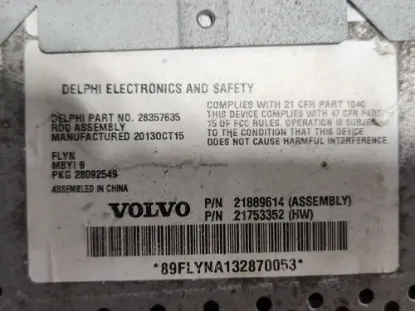 DELPHI ELECTRONICS AND SAFETY
DELPHI PART NO. 28357635
RDO ASSEMBLY
MANUFACTURED 2013OCT15
COMPLIES WITH 21 CFR PART 1040
THIS DEVICE COMPLIES WITH 47 CFR PART
15 OF FCC RULES. OPERATION IS SUBJECT
TO THE CONDITION THAT THIS DEVICE
DOES NOT CAUSE HARMFUL INTERFERENCE
FLYN
MBYI 9
PKG 28092549
ASSEMBLED IN CHINA
VOLVO
P/N 21889614 (ASSEMBLY)
P/N 21753352 (HW)
*89FLYNA132870053*